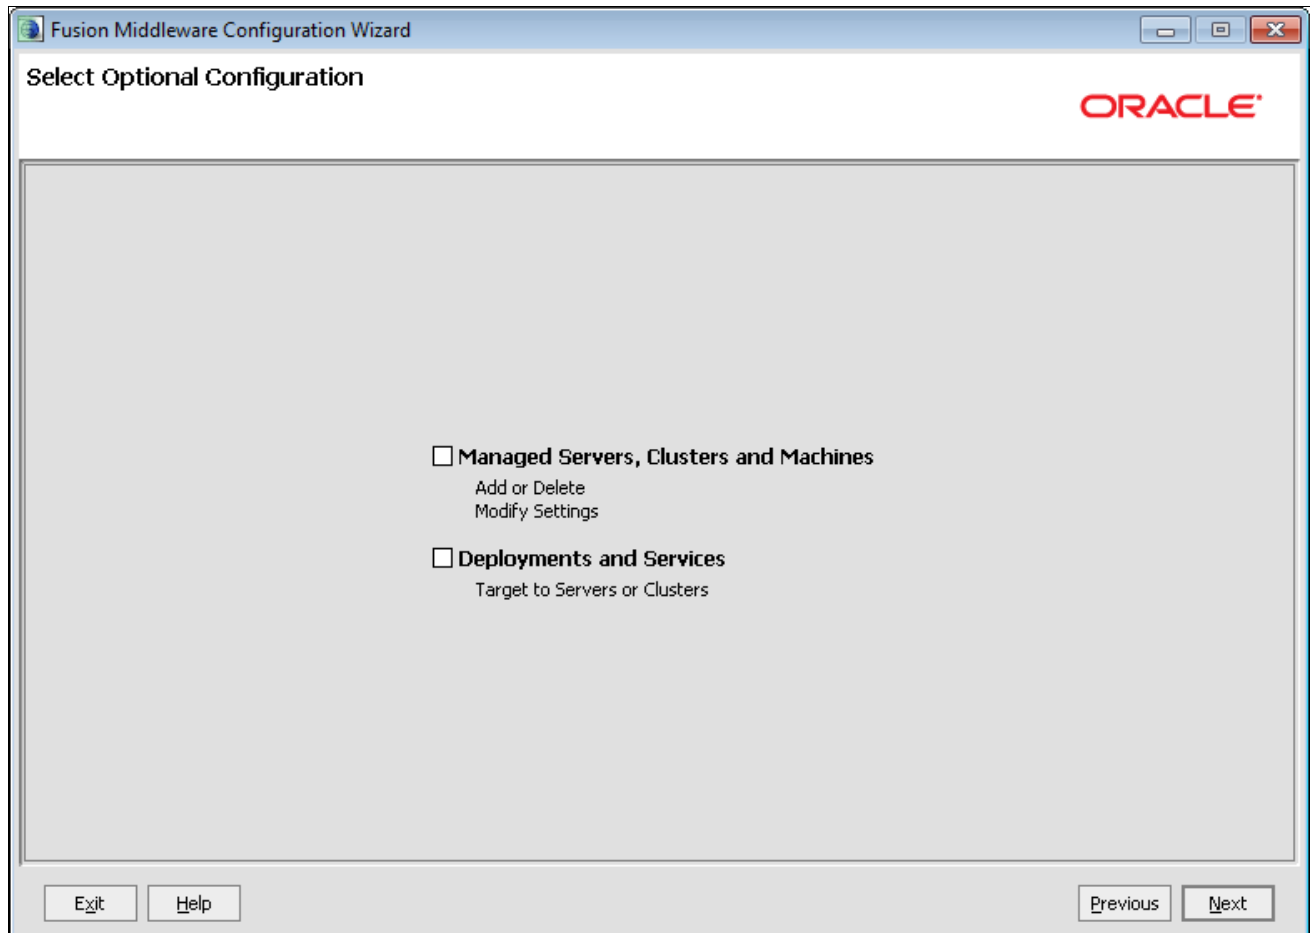 Fusion Middleware Configuration Wizard
Select Optional Configuration
ORACLE
Managed Servers, Clusters and Machines
Add or Delete
Modify Settings
Deployments and Services
Target to Servers or Clusters
Exit Help Previous Next